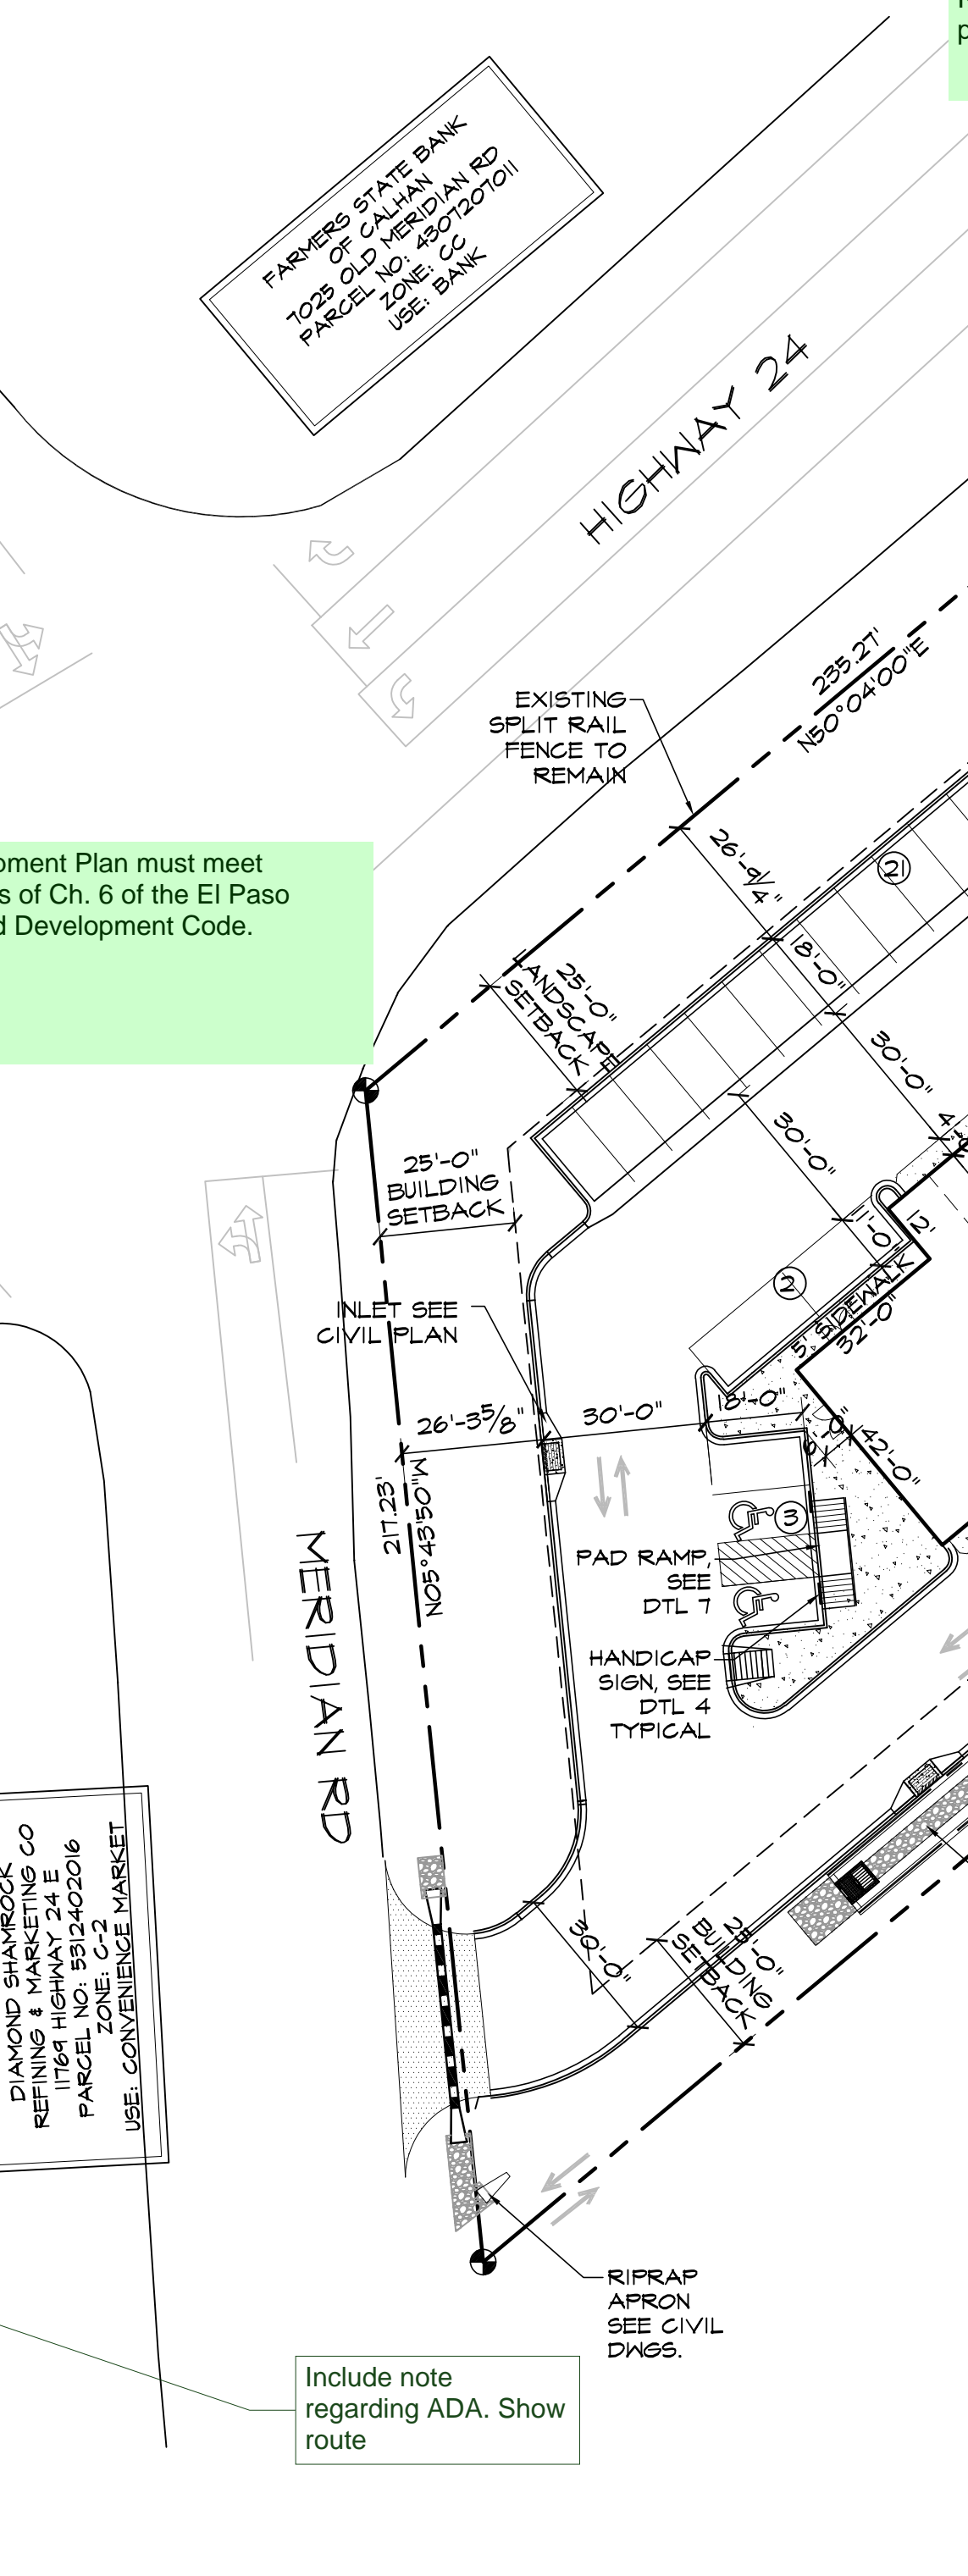 p
FARMERS STATE BANK
OF CALHAN
7025 OLD MERIDIAN RD
PARCEL NO: 4307207011
ZONE: CC
USE: BANK
HIGHWAY 24
235.27'
N50°04'00"E
EXISTING
SPLIT RAIL
FENCE TO
REMAIN
26'-9¼"
21
pment Plan must meet
s of Ch. 6 of the El Paso
d Development Code.
18'-0"
25'-0"
LANDSCAPE
SETBACK
30'-0"
30'-0"
25'-0"
BUILDING
SETBACK
1'-0"
12'
2
5' SIDEWALK
32'-0"
INLET SEE
CIVIL PLAN
26'-3⅝"
30'-0"
18'-0"
42'-0"
217.23'
N05°43'50"W
3
MERIDIAN RD
PAD RAMP,
SEE
DTL 7
HANDICAP
SIGN, SEE
DTL 4
TYPICAL
DIAMOND SHAMROCK
REFINING & MARKETING CO
11769 HIGHWAY 24 E
PARCEL NO: 5312402016
ZONE: C-2
USE: CONVENIENCE MARKET
30'-0"
25'-0"
BUILDING
SETBACK
RIPRAP
APRON
SEE CIVIL
DWGS.
Include note
regarding ADA. Show
route